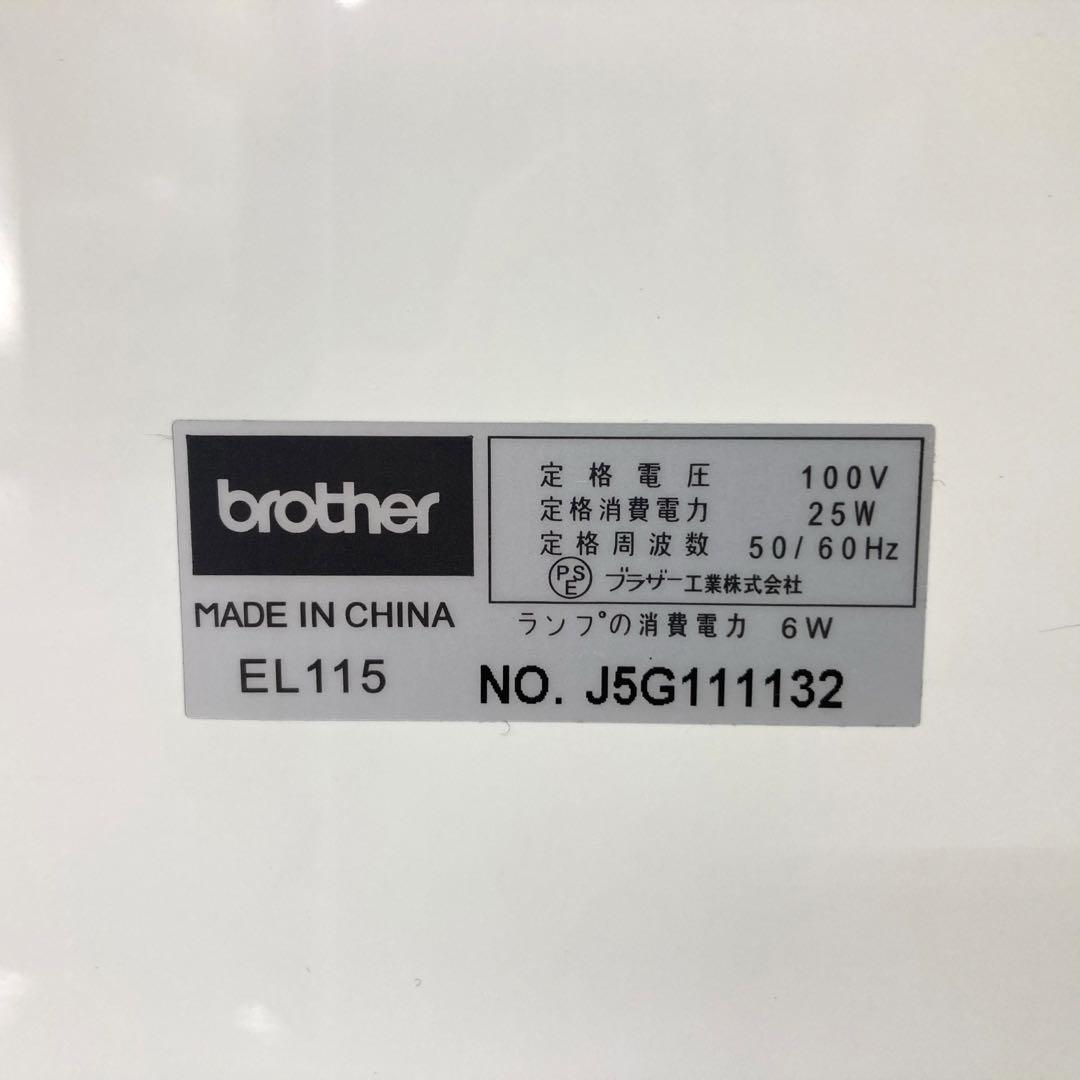 brother
MADE IN CHINA
EL115
定格電圧 100V
定格消費電力 25W
定格周波数 50/60Hz
PSE ブラザー工業株式会社
ランプの消費電力 6W
NO. J5G111132